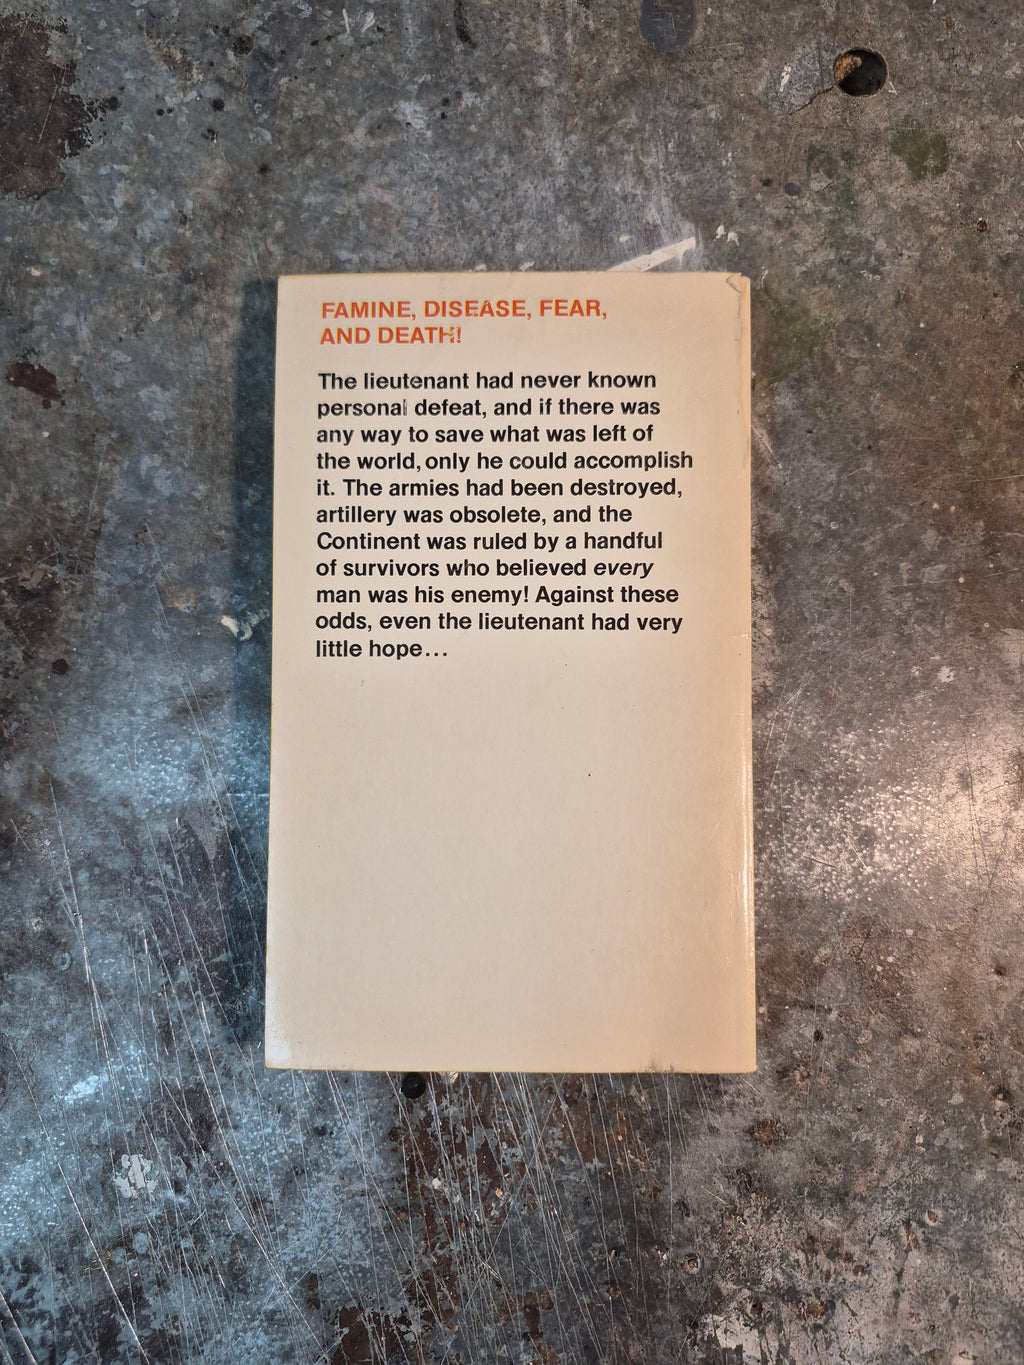 FAMINE, DISEASE, FEAR,
AND DEATH!
The lieutenant had never known
personal defeat, and if there was
any way to save what was left of
the world, only he could accomplish
it. The armies had been destroyed,
artillery was obsolete, and the
Continent was ruled by a handful
of survivors who believed every
man was his enemy! Against these
odds, even the lieutenant had very
little hope...